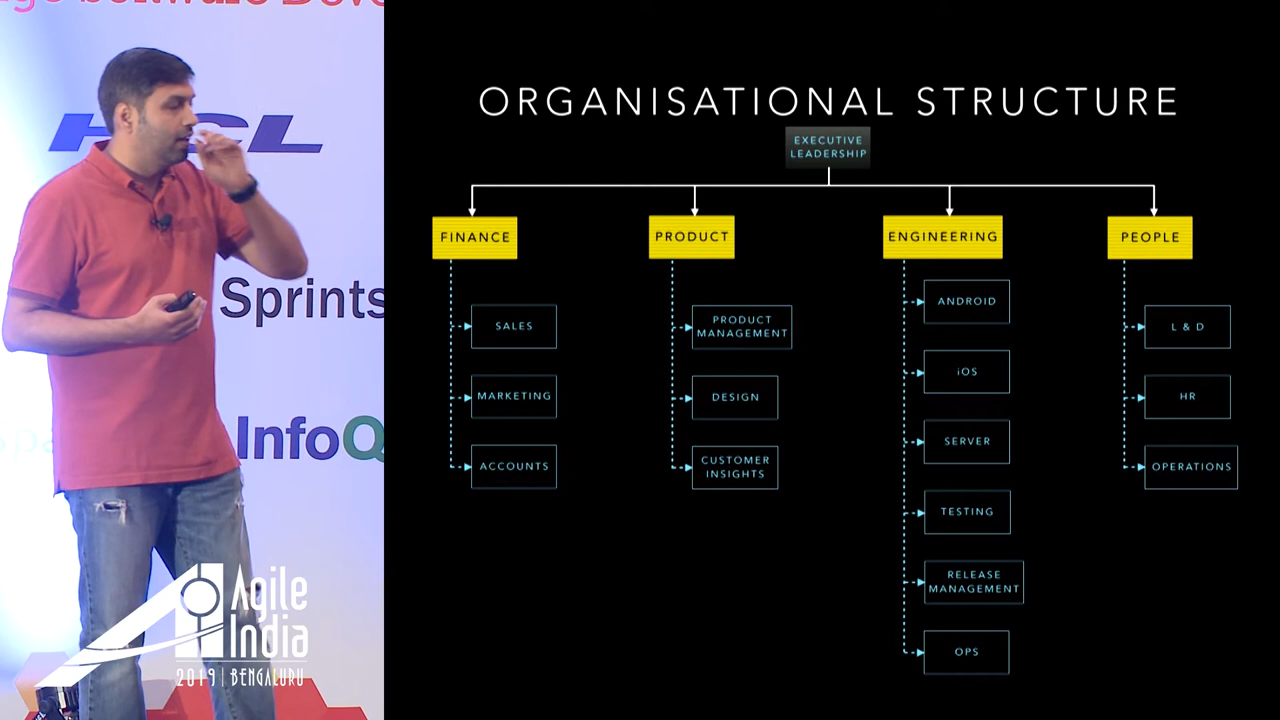 HCL
Sprints
InfoQ
Agile
India
2019 | BENGALURU
ORGANISATIONAL STRUCTURE
EXECUTIVE
LEADERSHIP
FINANCE
PRODUCT
ENGINEERING
PEOPLE
SALES
MARKETING
ACCOUNTS
PRODUCT
MANAGEMENT
DESIGN
CUSTOMER
INSIGHTS
ANDROID
iOS
SERVER
TESTING
RELEASE
MANAGEMENT
OPS
L & D
HR
OPERATIONS